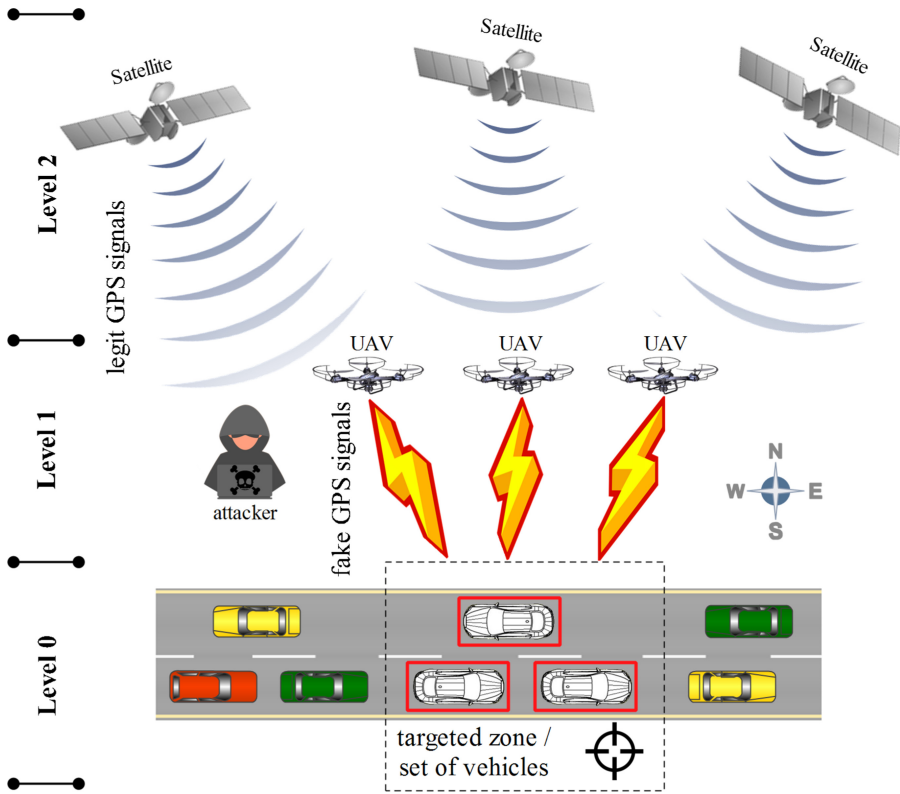 Satellite
Satellite
Satellite
Level 2
legit GPS signals
UAV
UAV
UAV
Level 1
attacker
fake GPS signals
N
W
E
S
Level 0
targeted zone /
set of vehicles